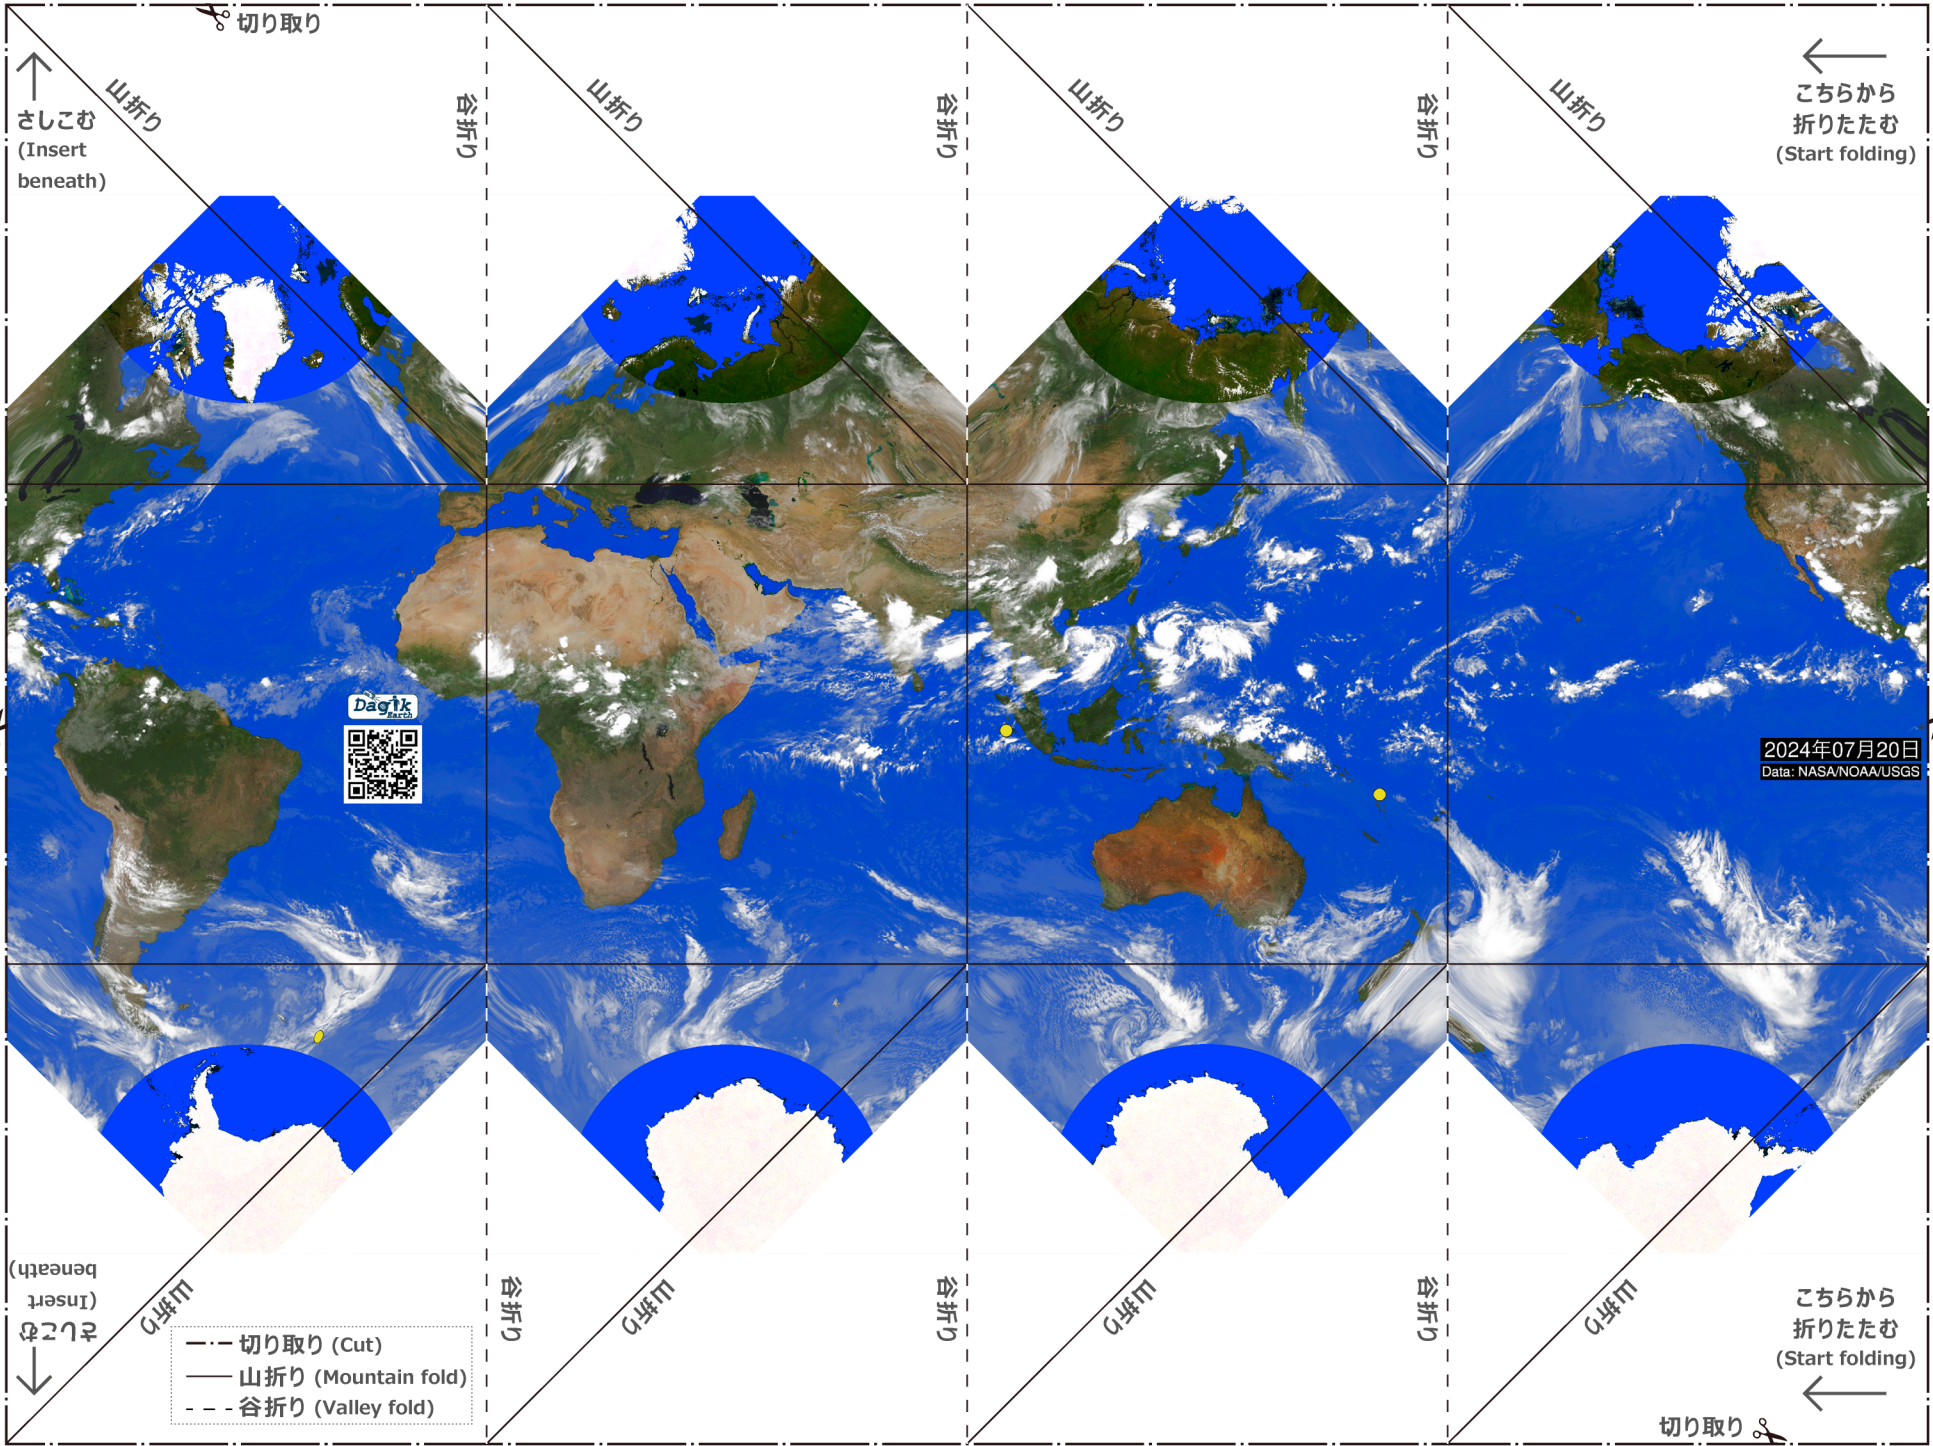 切り取り
山折り
谷折り
山折り
谷折り
山折り
谷折り
山折り
さしこむ
(Insert
beneath)
こちらから
折りたたむ
(Start folding)
Dagik
Earth
2024年07月20日
Data: NASA/NOAA/USGS
さしこむ
(Insert
beneath)
山折り
谷折り
山折り
谷折り
山折り
谷折り
山折り
こちらから
折りたたむ
(Start folding)
切り取り (Cut)
山折り (Mountain fold)
谷折り (Valley fold)
切り取り